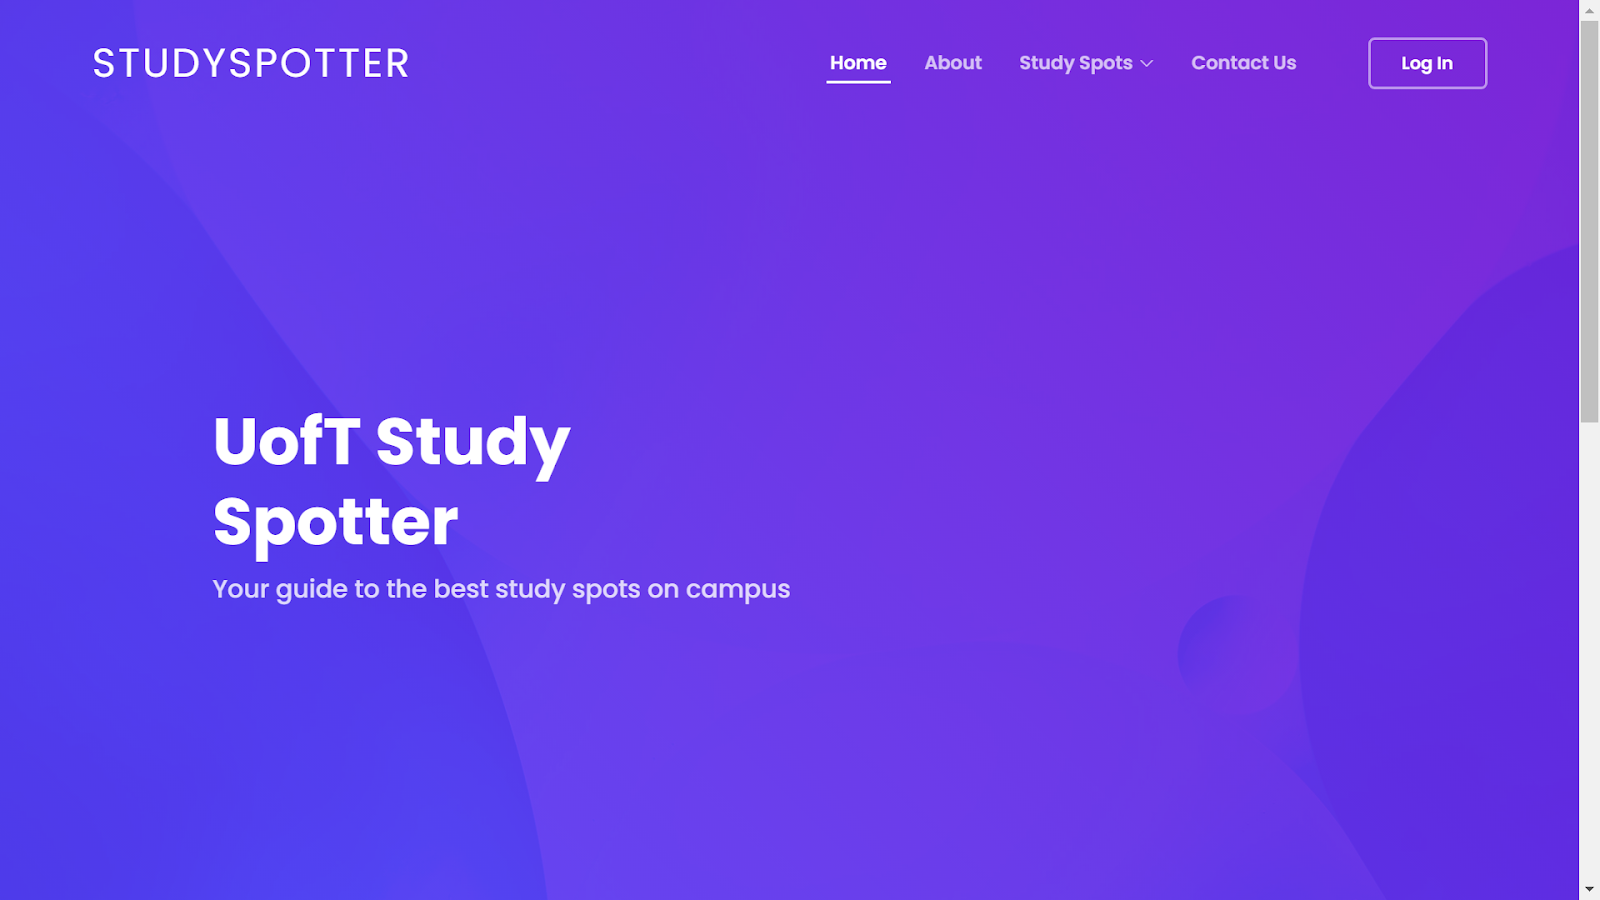 STUDYSPOTTER
Home About Study Spots Contact Us Log In
UofT Study
Spotter
Your guide to the best study spots on campus